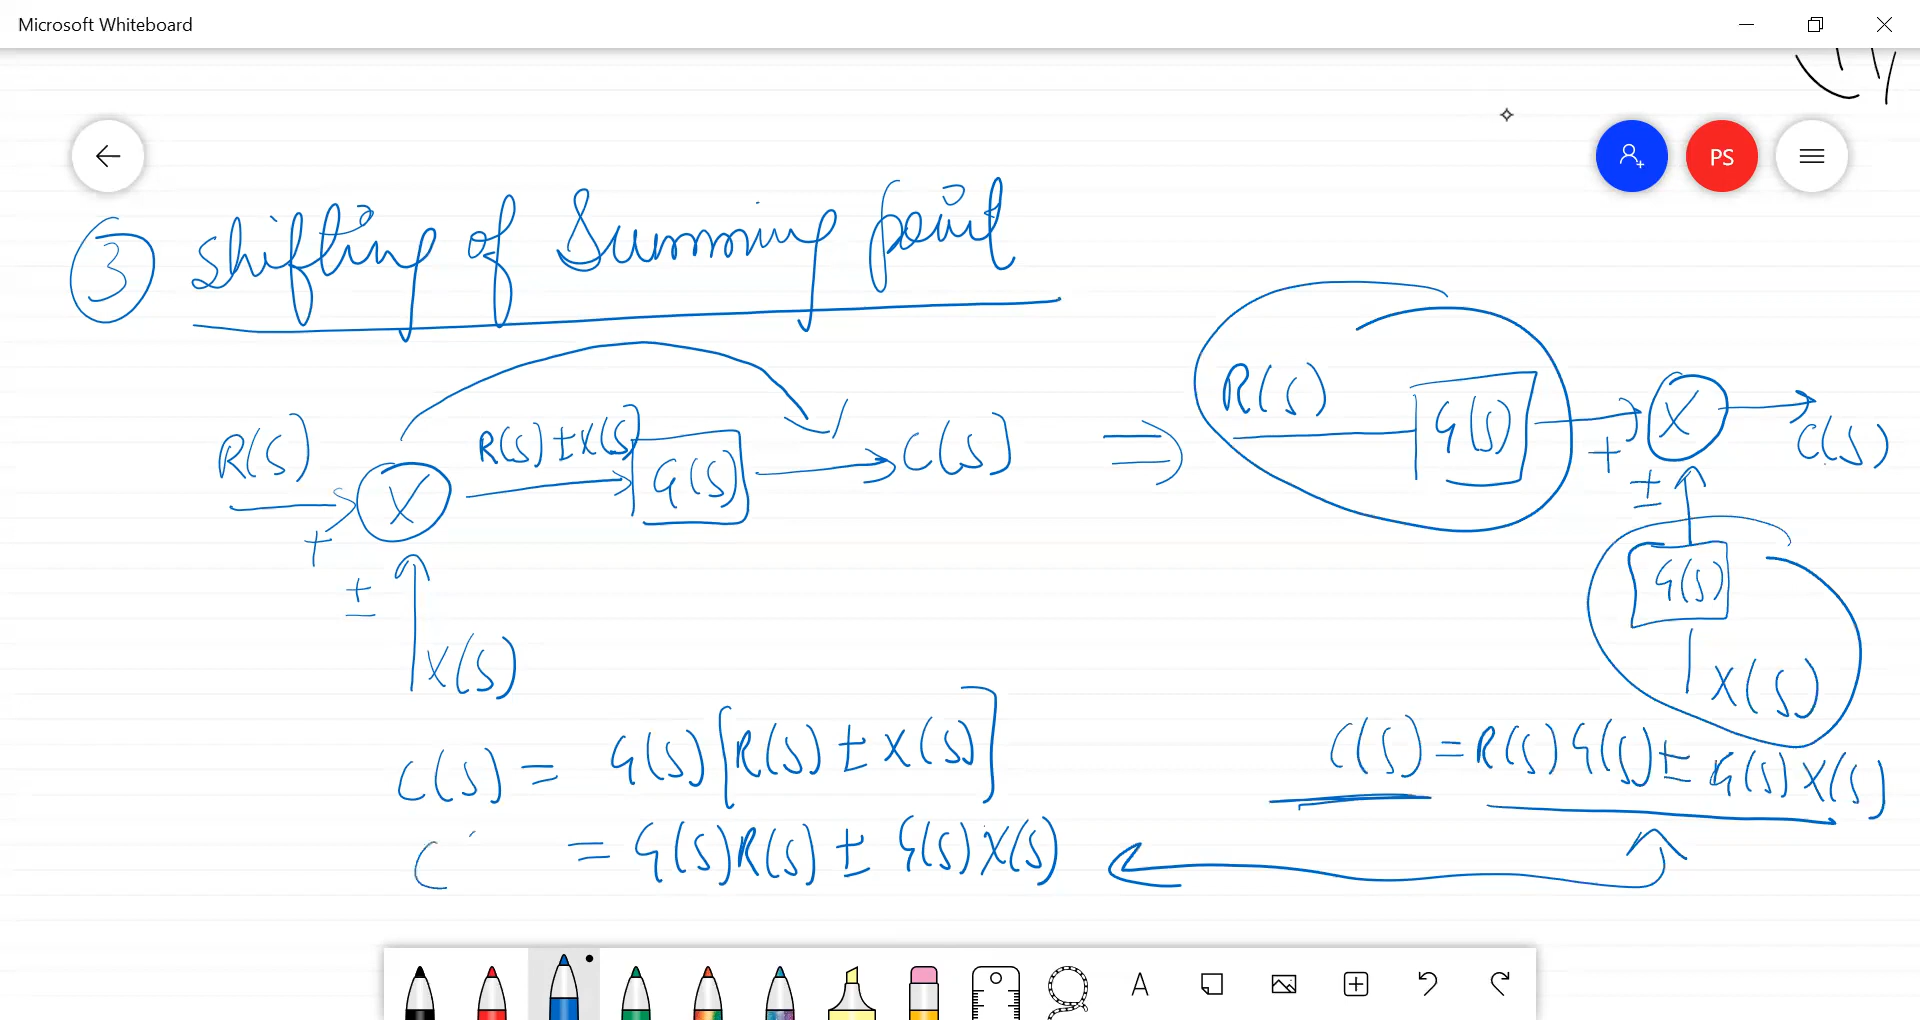 Microsoft Whiteboard
PS
3 Shifting of Summing point
R(S) + X ± X(S) R(S) ± X(S) G(S) C(S) ⇒ R(S) G(S) + X ± C(S)
G(S)
X(S)
C(S) = G(S) [R(S) ± X(S)]
C = G(S)R(S) ± G(S)X(S)
C(S) = R(S)G(S) ± G(S)X(S)
A